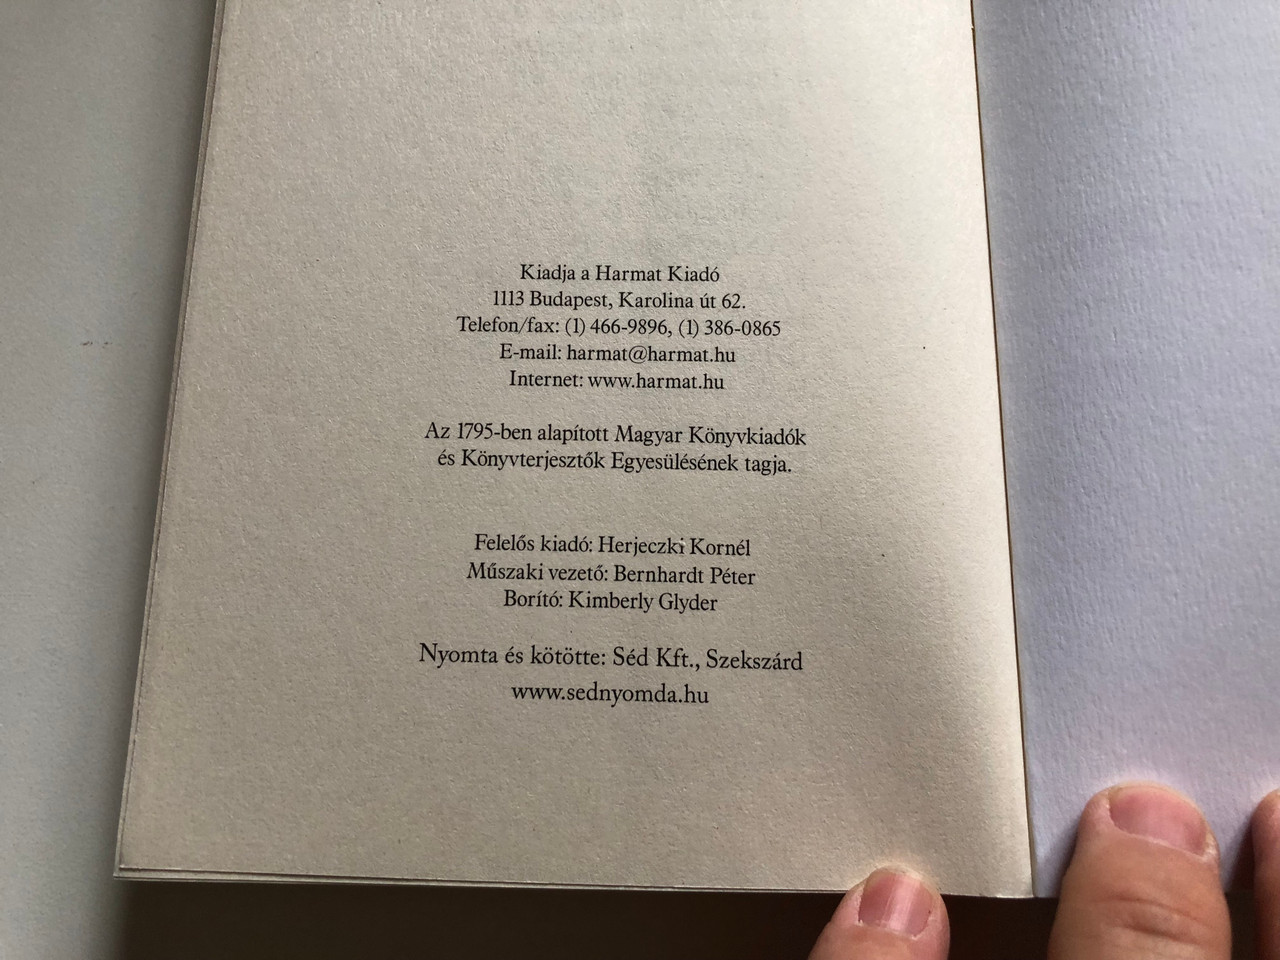 Kiadja a Harmat Kiadó
1113 Budapest, Karolina út 62.
Telefon/fax: (1) 466-9896, (1) 386-0865
E-mail: harmat@harmat.hu
Internet: www.harmat.hu
Az 1795-ben alapított Magyar Könyvkiadók
és Könyvterjesztők Egyesülésének tagja.
Felelős kiadó: Herjeczki Kornél
Műszaki vezető: Bernhardt Péter
Borító: Kimberly Glyder
Nyomta és kötötte: Séd Kft., Szekszárd
www.sednyomda.hu